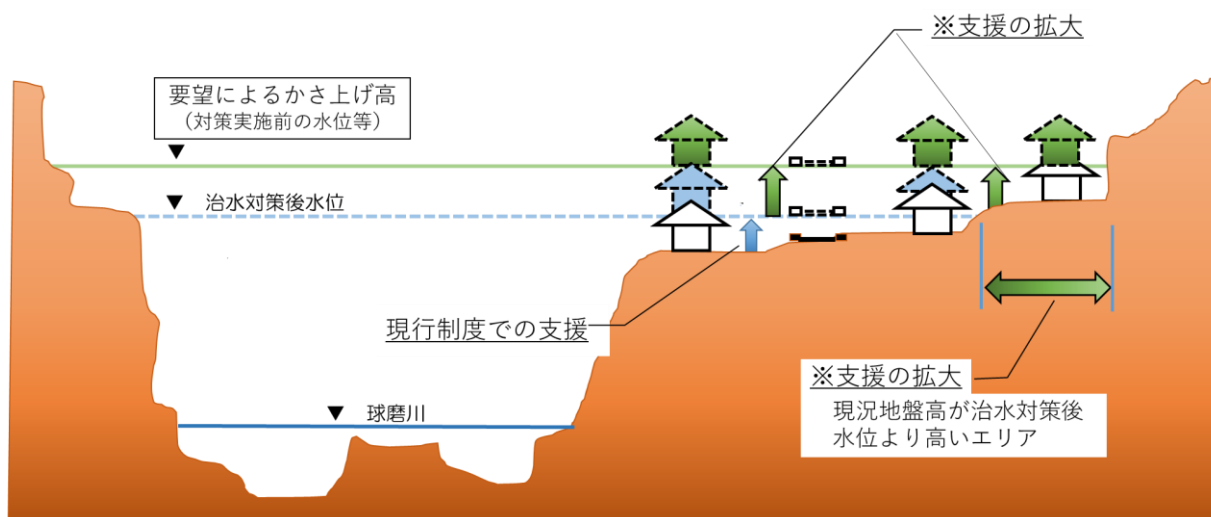 ※支援の拡大
要望によるかさ上げ高
(対策実施前の水位等)
▼
▼ 治水対策後水位
現行制度での支援
※支援の拡大
現況地盤高が治水対策後
水位より高いエリア
▼ 球磨川